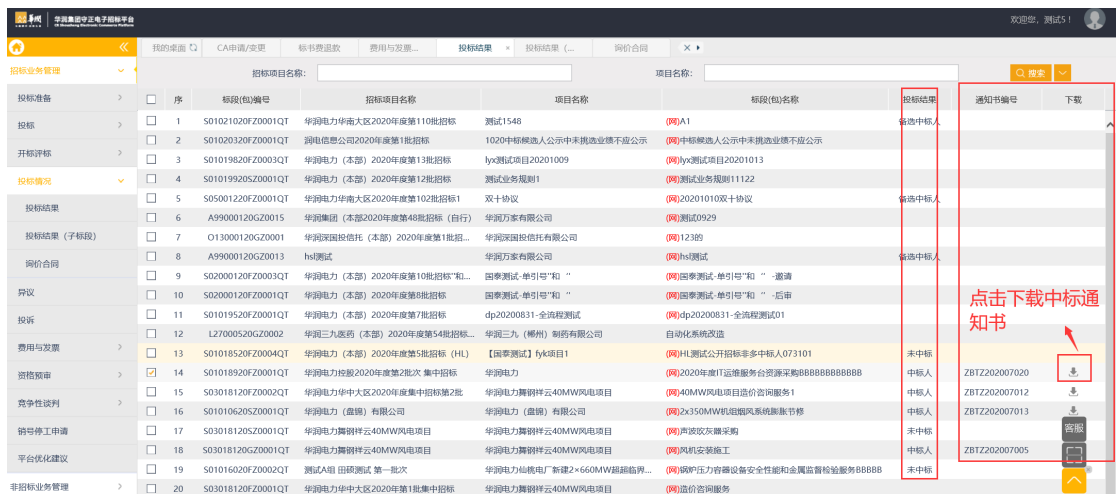 华润集团守正电子招标平台
欢迎您，测试5！
我的桌面 CA申请/变更 标书费退款 费用与发票... 投标结果 × 投标结果（... 询价合同
招标业务管理
招标项目名称：
项目名称：
搜索
投标准备
投标
开标评标
投标情况
投标结果
投标结果（子标段）
询价合同
异议
投诉
费用与发票
资格预审
竞争性谈判
销号停工申请
平台优化建议
非招标业务管理
序 标段(包)编号 招标项目名称 项目名称 标段(包)名称 投标结果 通知书编号 下载
1 S01021020FZ0001QT 华润电力华南大区2020年度第110批招标 测试1548 (网)A1 备选中标人
2 S01020320FZ0001QT 润电信息公司2020年度第1批招标 1020中标候选人公示中未挑选业绩不应公示 (网)中标候选人公示中未挑选业绩不应公示
3 S01019820FZ0003QT 华润电力（本部）2020年度第13批招标 lyx测试项目20201009 (网)lyx测试项目20201013
4 S01019920SZ0001QT 华润电力（本部）2020年度第12批招标 测试业务规则1 (网)测试业务规则11122
5 S05001220FZ0001QT 华润电力华南大区2020年度第102批招标1 双十协议 (网)20201010双十协议 备选中标人
6 A99000120GZ0015 华润集团（本部2020年度第48批招标（自行） 华润万家有限公司 (网)测试0929
7 O13000120GZ0001 华润深国投信托（本部）2020年度第1批招... 华润深国投信托有限公司 (网)123的
8 A99000120GZ0013 hsl测试 华润万家有限公司 (网)hsl测试 备选中标人
9 S02000120FZ0003QT 华润电力（本部）2020年度第10批招标"和... 国泰测试-单引号"和 " (网)国泰测试-单引号"和 " -邀请
10 S02000120FZ0001QT 华润电力（本部）2020年度第8批招标 国泰测试-单引号"和 " (网)国泰测试-单引号"和 " -后审
11 S01019520FZ0001QT 华润电力（本部）2020年度第7批招标 dp20200831-全流程测试 (网)dp20200831-全流程测试01
12 L27000520GZ0002 华润三九医药（本部）2020年度第54批招标... 华润三九（郴州）制药有限公司 自动化系统改造
13 S01018520FZ0004QT 华润电力（本部）2020年度第5批招标（HL） 【国泰测试】fyk项目1 (网)HL测试公开招标非多中标人073101 未中标
14 S01018920FZ0001QT 华润电力控股2020年度第2批次 集中招标 华润电力 (网)2020年度IT运维服务台资源采购BBBBBBBBBBBB 中标人 ZBTZ202007020
15 S03018120FZ0002QT 华润电力华中大区2020年度集中招标第2批 华润电力舞钢祥云40MW风电项目 (网)40MW风电项目造价咨询服务1 中标人 ZBTZ202007012
16 S01010620SZ0001QT 华润电力（盘锦）有限公司 华润电力（盘锦）有限公司 (网)2x350MW机组烟风系统膨胀节修 中标人 ZBTZ202007013
17 S03018120SZ0001QT 华润电力舞钢祥云40MW风电项目 华润电力舞钢祥云40MW风电项目 (网)声波吹灰器采购 未中标
18 S03018120GZ0001QT 华润电力舞钢祥云40MW风电项目 华润电力舞钢祥云40MW风电项目 (网)风机安装施工 中标人 ZBTZ202007005
19 S01016020FZ0002QT 测试A组 田硕测试 第一批次 华润电力仙桃电厂新建2×660MW超超临界... (网)锅炉压力容器设备安全性能和金属监督检验服务BBBBB 未中标
20 S03018120FZ0001QT 华润电力华中大区2020年第1批集中招标 华润电力舞钢祥云40MW风电项目 (网)造价咨询服务
点击下载中标通
知书
客服